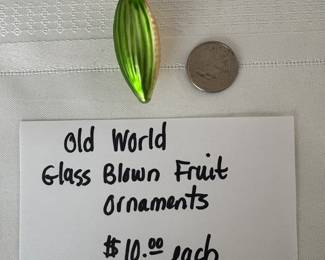 Old World
Glass Blown Fruit
Ornaments
$10.00 each